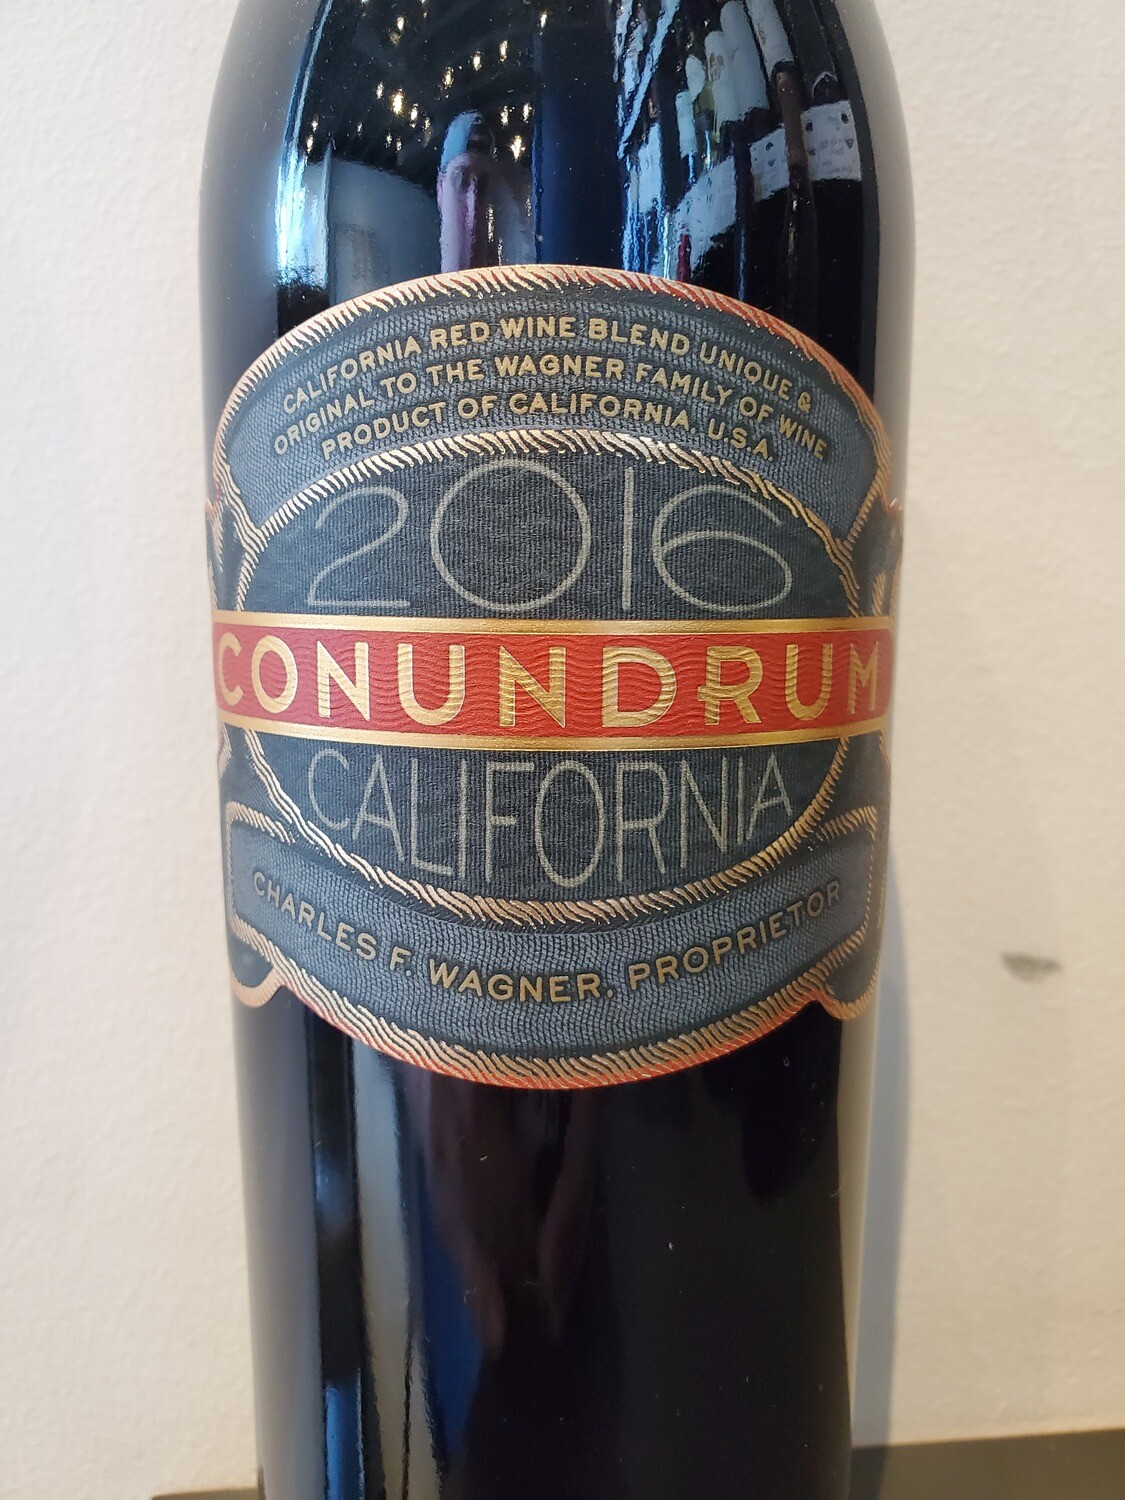 CALIFORNIA RED WINE BLEND UNIQUE &
ORIGINAL TO THE WAGNER FAMILY OF WINE
PRODUCT OF CALIFORNIA, U.S.A.
2016
CONUNDRUM
CALIFORNIA
CHARLES F. WAGNER, PROPRIETOR